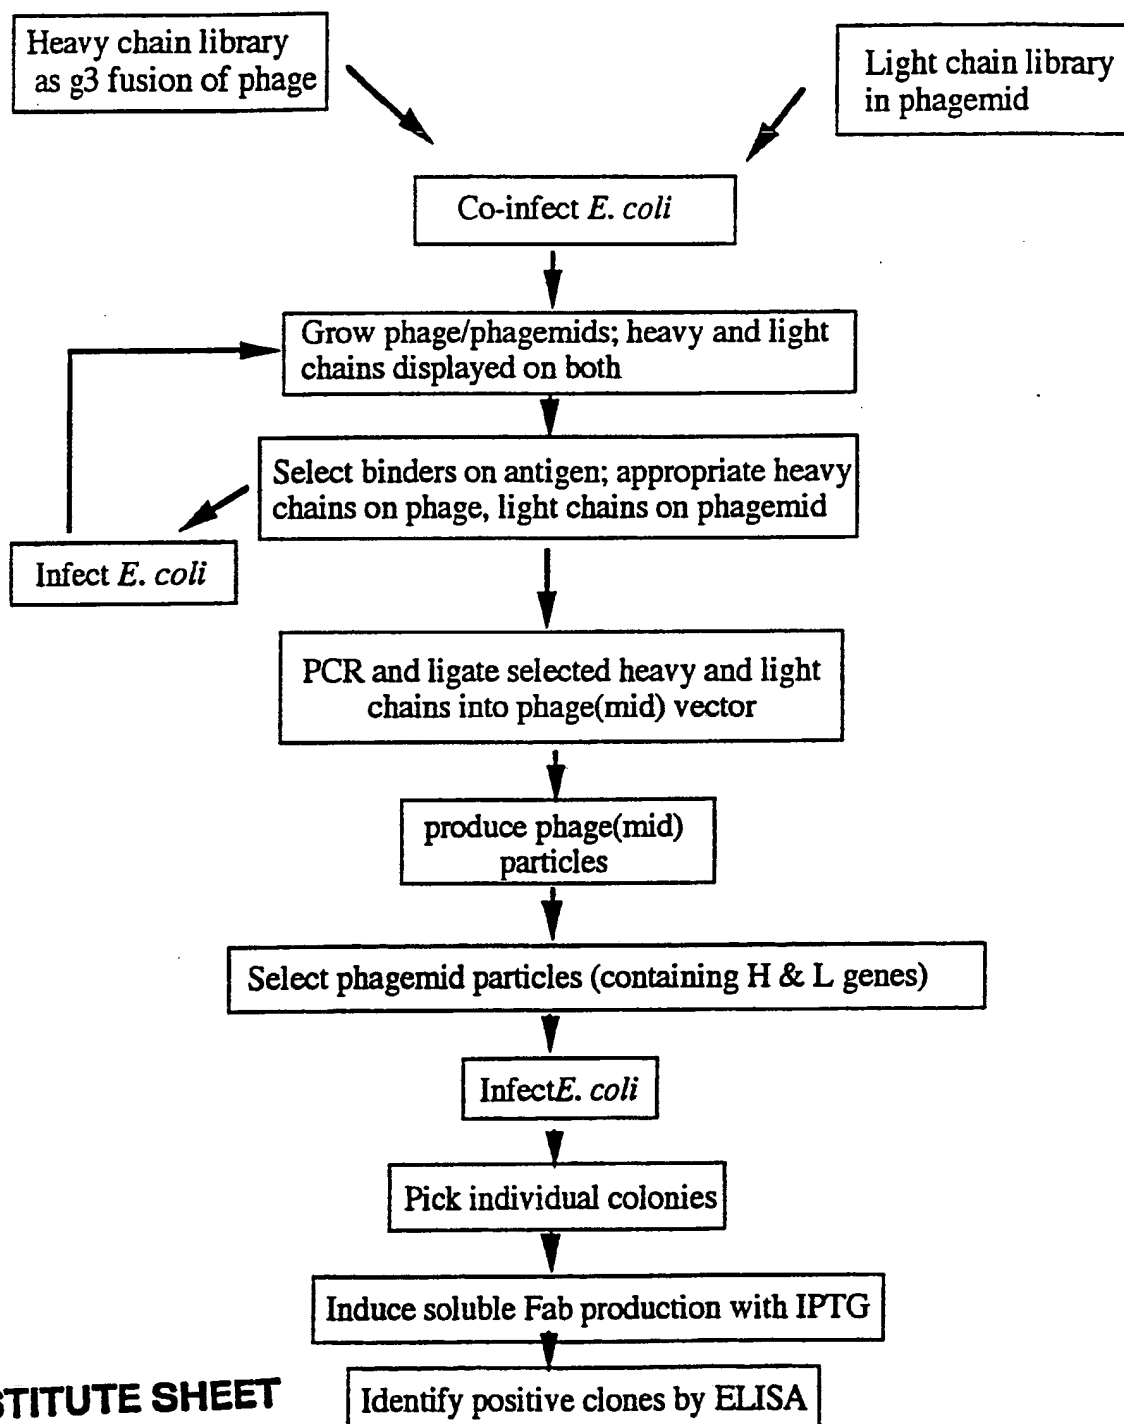 Heavy chain library
as g3 fusion of phage
Light chain library
in phagemid
Co-infect E. coli
Grow phage/phagemids; heavy and light
chains displayed on both
Select binders on antigen; appropriate heavy
chains on phage, light chains on phagemid
Infect E. coli
PCR and ligate selected heavy and light
chains into phage(mid) vector
produce phage(mid)
particles
Select phagemid particles (containing H & L genes)
InfectE. coli
Pick individual colonies
Induce soluble Fab production with IPTG
Identify positive clones by ELISA
STITUTE SHEET